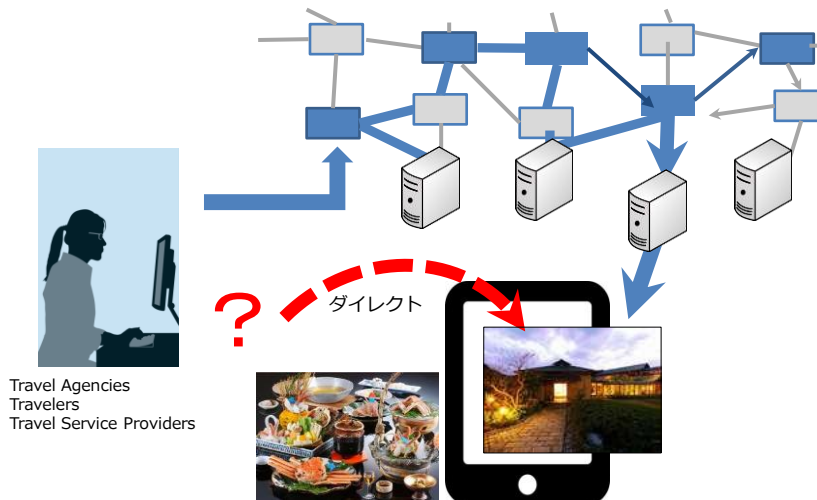 ?
ダイレクト
Travel Agencies
Travelers
Travel Service Providers